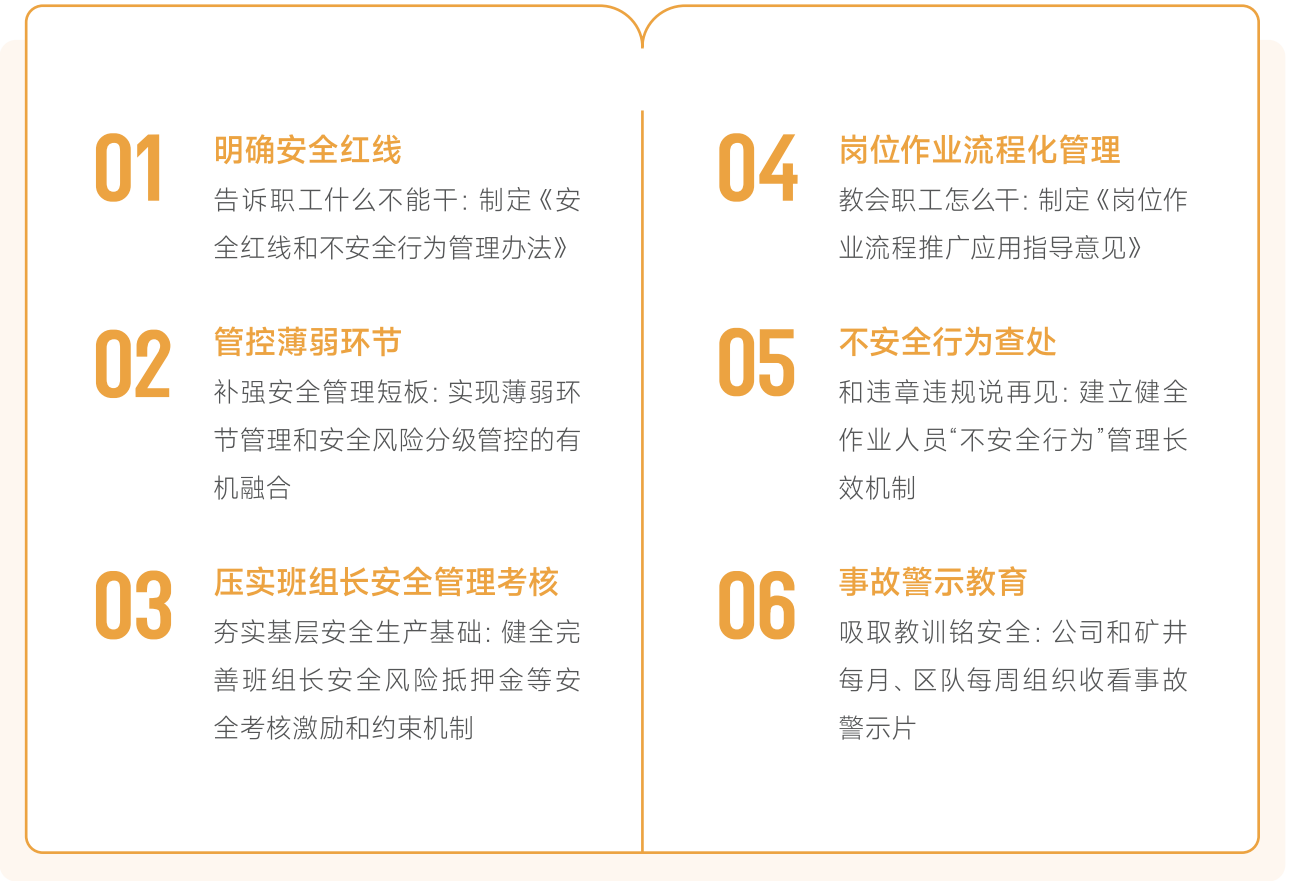 01
明确安全红线
告诉职工什么不能干：制定《安
全红线和不安全行为管理办法》
02
管控薄弱环节
补强安全管理短板：实现薄弱环
节管理和安全风险分级管控的有
机融合
03
压实班组长安全管理考核
夯实基层安全生产基础：健全完
善班组长安全风险抵押金等安
全考核激励和约束机制
04
岗位作业流程化管理
教会职工怎么干：制定《岗位作
业流程推广应用指导意见》
05
不安全行为查处
和违章违规说再见：建立健全
作业人员“不安全行为”管理长
效机制
06
事故警示教育
吸取教训铭安全：公司和矿井
每月、区队每周组织收看事故
警示片